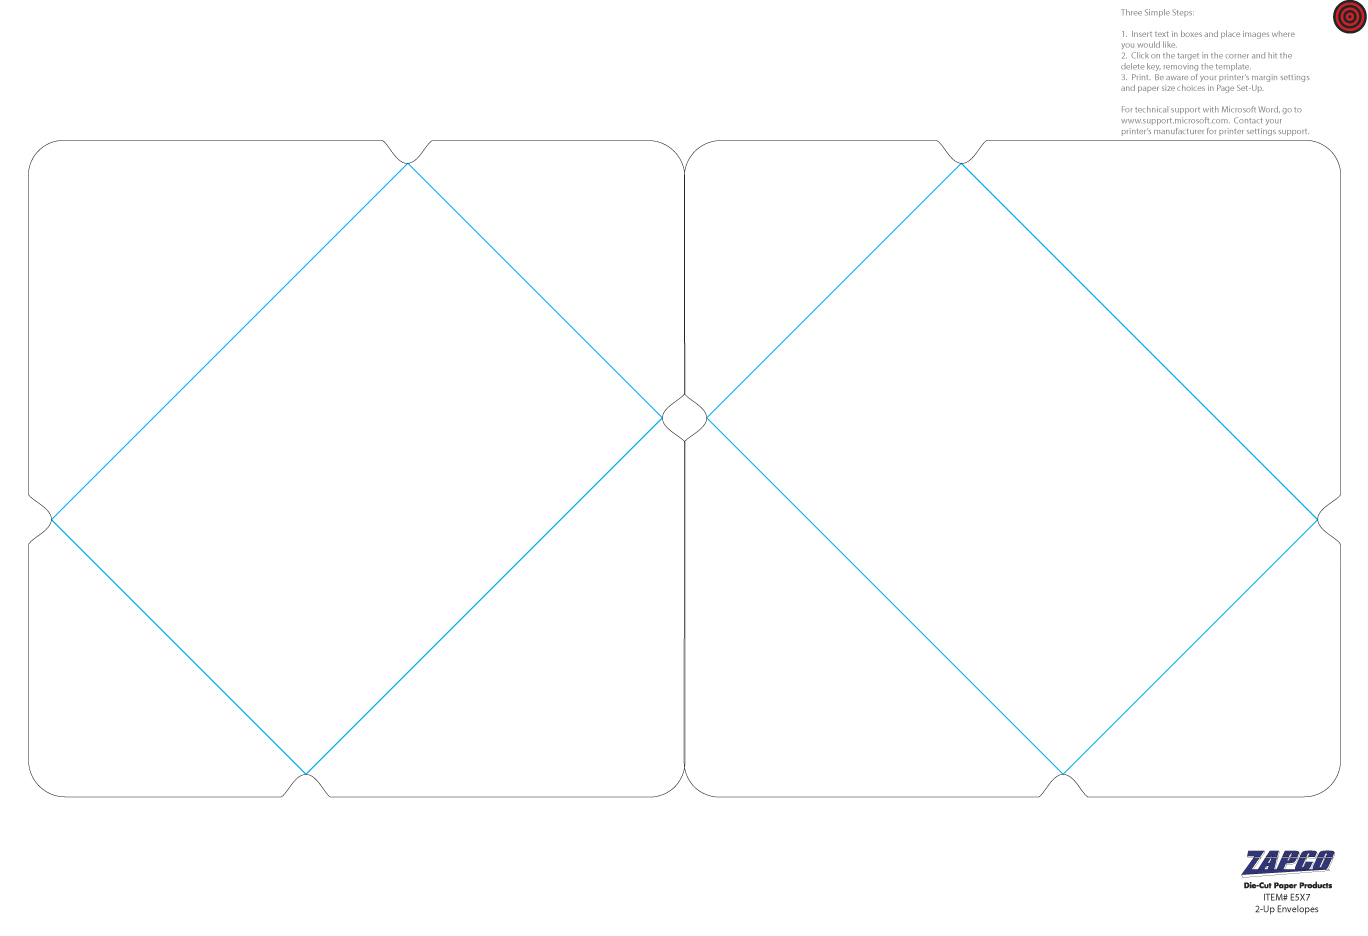 Three Simple Steps:
1. Insert text in boxes and place images where
you would like.
2. Click on the target in the corner and hit the
delete key, removing the template.
3. Print. Be aware of your printer's margin settings
and paper size choices in Page Set-Up.
For technical support with Microsoft Word, go to
www.support.microsoft.com. Contact your
printer's manufacturer for printer settings support.
ZAPCO
Die-Cut Paper Products
ITEM# E5X7
2-Up Envelopes